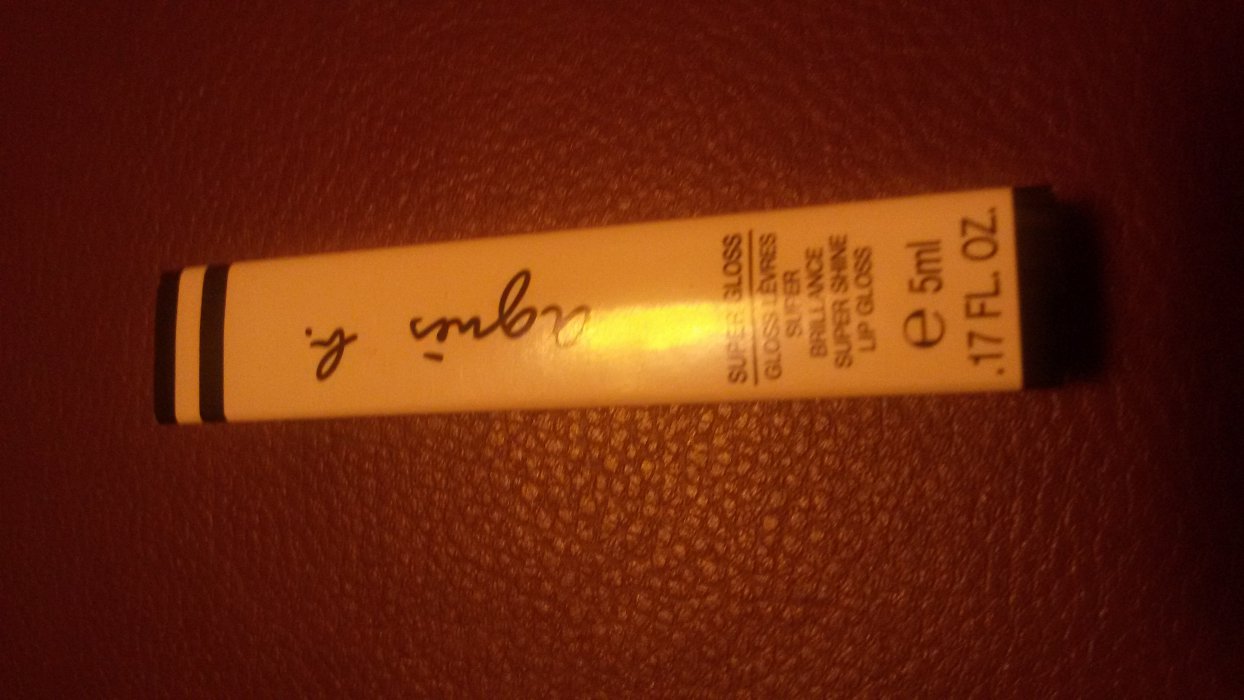 agnès
b.
SUPER GLOSS
GLOSS LÈVRES
SUPER
BRILLANCE
SUPER SHINE
LIP GLOSS
e 5ml
.17 FL. OZ.